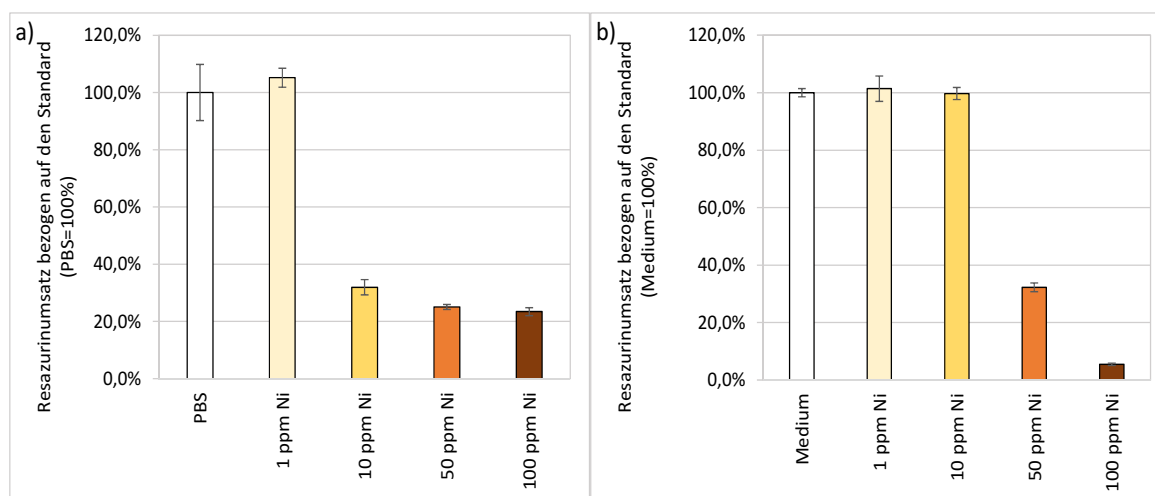 a)
Resazurinumsatz bezogen auf den Standard
(PBS=100%)
120,0%
100,0%
80,0%
60,0%
40,0%
20,0%
0,0%
PBS
1 ppm Ni
10 ppm Ni
50 ppm Ni
100 ppm Ni
b)
Resazurinumsatz bezogen auf den Standard
(Medium=100%)
120,0%
100,0%
80,0%
60,0%
40,0%
20,0%
0,0%
Medium
1 ppm Ni
10 ppm Ni
50 ppm Ni
100 ppm Ni